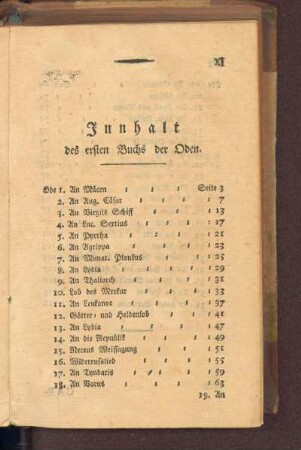 XI
Innhalt
des ersten Buchs der Oden.
Ode 1. An Mäcen Seite 3
2. An Aug. Cäsar 7
3. An Virgils Schiff 13
4. An Luc. Sextius 17
5. An Pyrrha 21
6. An Agrippa 23
7. An Munat. Plankus 25
8. An Lydia 29
9. An Thaliarch 31
10. Lob des Merkur 33
11. An Leukonoe 37
12. Götter- und Heldenlob 41
13. An Lydia 47
14. An die Republik 49
15. Nereus Weissagung 51
16. Widerrufslied 55
17. An Tyndaris 59
18. An Varus 63
19. An